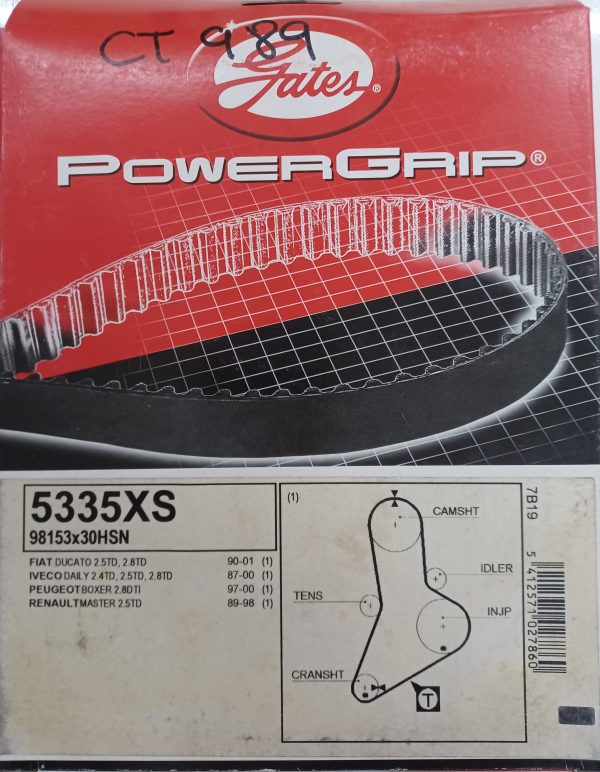 CT 989
Gates®
POWERGRIP®
5335XS
98153x30HSN
FIAT DUCATO 2.5TD, 2.8TD 90-01 (1)
IVECO DAILY 2.4TD, 2.5TD, 2.8TD 87-00 (1)
PEUGEOT BOXER 2.8DTI 97-00 (1)
RENAULT MASTER 2.5TD 89-98 (1)
(1)
CAMSHT
IDLER
TENS
INJP
CRANSHT
T
7B19
5 412571 027860